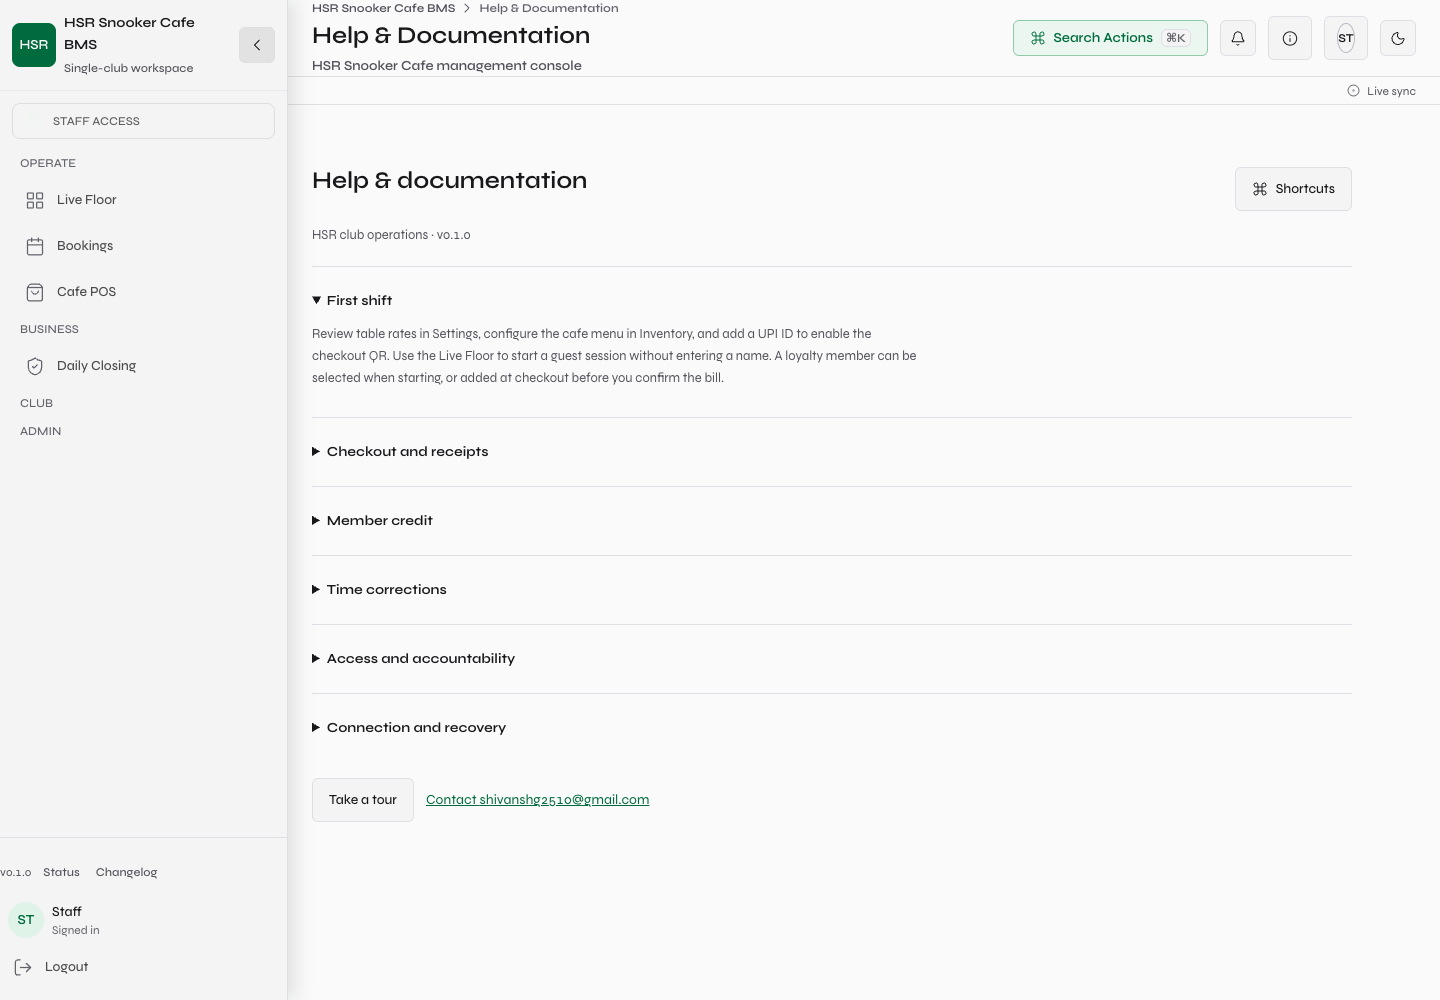 HSR
HSR Snooker Cafe
BMS
Single-club workspace
STAFF ACCESS
OPERATE
Live Floor
Bookings
Cafe POS
BUSINESS
Daily Closing
CLUB
ADMIN
v0.1.0 Status Changelog
ST
Staff
Signed in
Logout
HSR Snooker Cafe BMS > Help & Documentation
Help & Documentation
HSR Snooker Cafe management console
Search Actions ⌘K
ST
Live sync
Help & documentation
Shortcuts
HSR club operations · v0.1.0
First shift
Review table rates in Settings, configure the cafe menu in Inventory, and add a UPI ID to enable the
checkout QR. Use the Live Floor to start a guest session without entering a name. A loyalty member can be
selected when starting, or added at checkout before you confirm the bill.
Checkout and receipts
Member credit
Time corrections
Access and accountability
Connection and recovery
Take a tour
Contact shivanshg2510@gmail.com